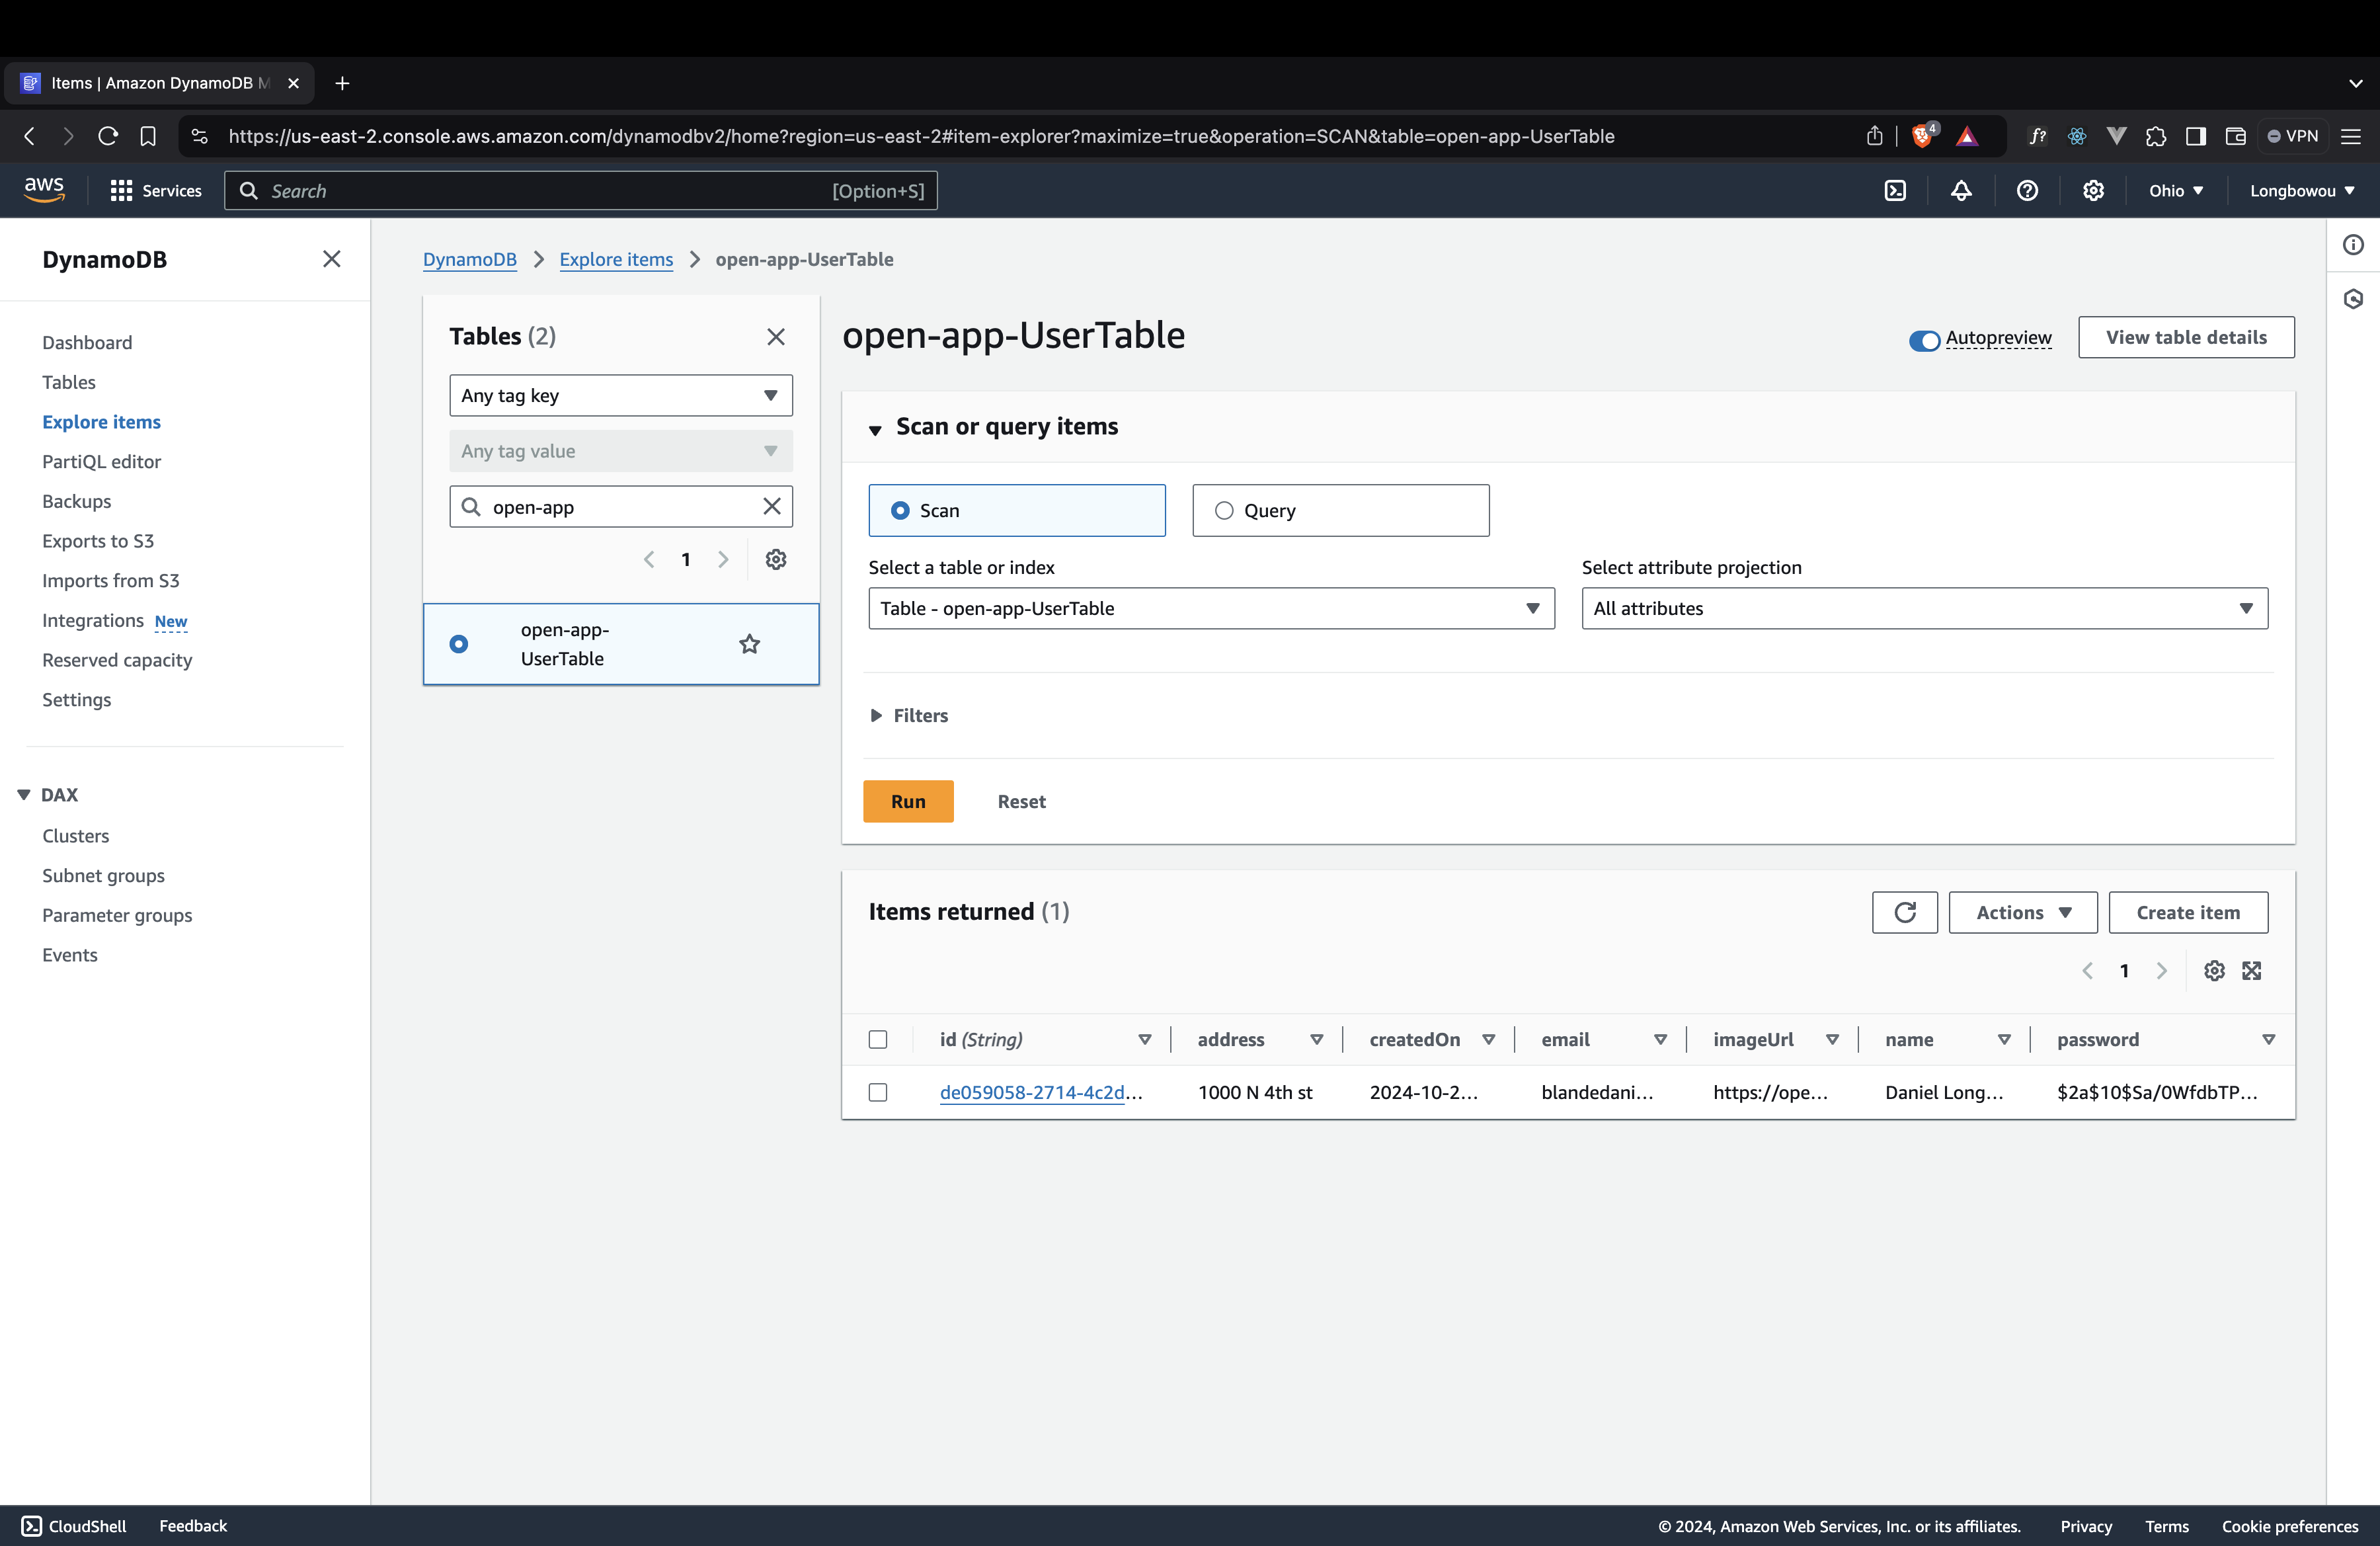 Items | Amazon DynamoDB M
https://us-east-2.console.aws.amazon.com/dynamodbv2/home?region=us-east-2#item-explorer?maximize=true&operation=SCAN&table=open-app-UserTable
4
f?
VPN
aws
Services
Search
[Option+S]
Ohio
Longbowou
DynamoDB
Dashboard
Tables
Explore items
PartiQL editor
Backups
Exports to S3
Imports from S3
Integrations New
Reserved capacity
Settings
DAX
Clusters
Subnet groups
Parameter groups
Events
DynamoDB
Explore items
open-app-UserTable
Tables (2)
Any tag key
Any tag value
open-app
1
open-app-
UserTable
open-app-UserTable
Autopreview
View table details
Scan or query items
Scan
Query
Select a table or index
Table - open-app-UserTable
Select attribute projection
All attributes
Filters
Run
Reset
Items returned (1)
Actions
Create item
1
id (String) address createdOn email imageUrl name password
de059058-2714-4c2d... 1000 N 4th st 2024-10-2... blandedani... https://ope... Daniel Long... $2a$10$Sa/0WfdbTP...
CloudShell
Feedback
© 2024, Amazon Web Services, Inc. or its affiliates.
Privacy
Terms
Cookie preferences